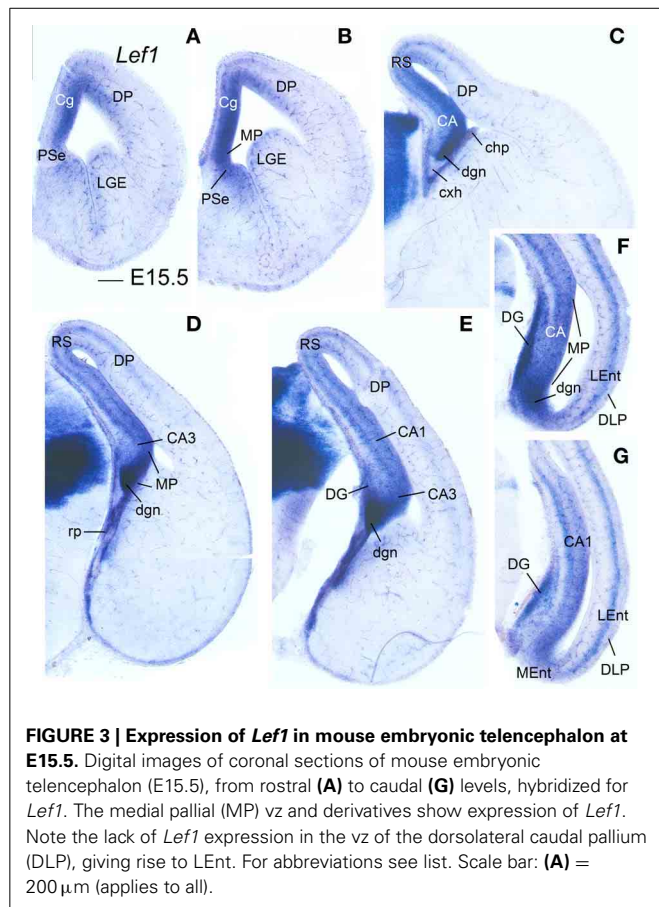 Lef1
A
B
C
Cg
DP
PSe
LGE
E15.5
Cg
DP
MP
LGE
PSe
RS
DP
CA
chp
dgn
cxh
D
RS
DP
CA3
MP
dgn
rp
E
RS
DP
CA1
DG
CA3
dgn
F
DG
CA
MP
dgn
LEnt
DLP
G
CA1
DG
LEnt
MEnt
DLP
FIGURE 3 | Expression of Lef1 in mouse embryonic telencephalon at
E15.5. Digital images of coronal sections of mouse embryonic
telencephalon (E15.5), from rostral (A) to caudal (G) levels, hybridized for
Lef1. The medial pallial (MP) vz and derivatives show expression of Lef1.
Note the lack of Lef1 expression in the vz of the dorsolateral caudal pallium
(DLP), giving rise to LEnt. For abbreviations see list. Scale bar: (A) =
200 μm (applies to all).